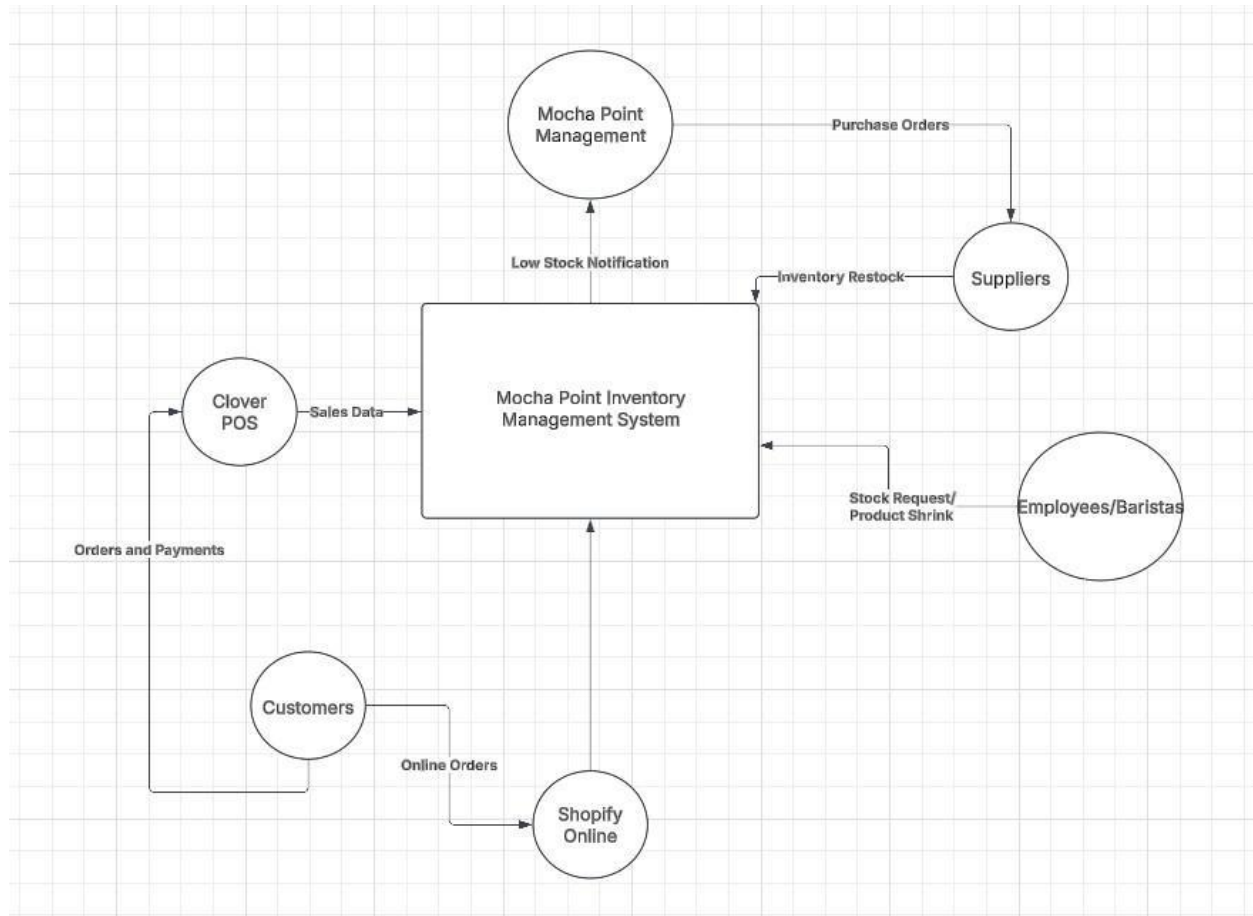 Mocha Point
Management
Purchase Orders
Low Stock Notification
Inventory Restock
Suppliers
Clover
POS
Sales Data
Mocha Point Inventory
Management System
Stock Request/
Product Shrink
Employees/Baristas
Orders and Payments
Customers
Online Orders
Shopify
Online